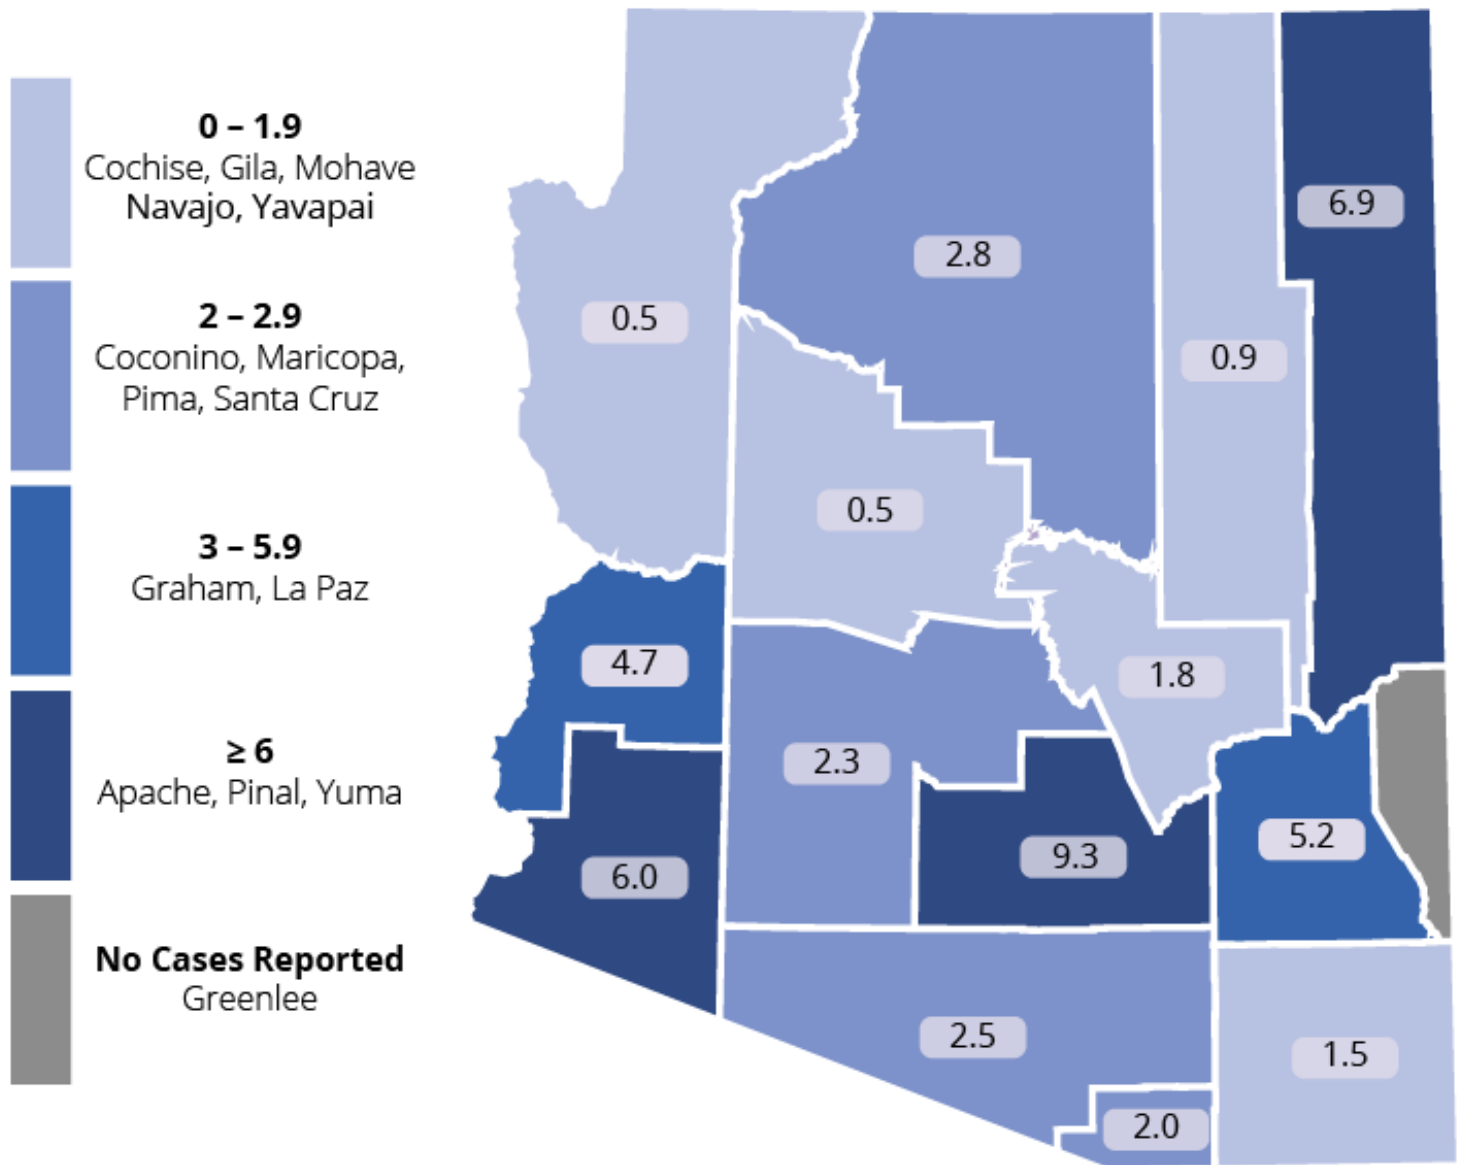 0 – 1.9
Cochise, Gila, Mohave
Navajo, Yavapai
2 – 2.9
Coconino, Maricopa,
Pima, Santa Cruz
3 – 5.9
Graham, La Paz
≥ 6
Apache, Pinal, Yuma
No Cases Reported
Greenlee
6.9
2.8
0.5
0.9
0.5
4.7
1.8
2.3
5.2
9.3
6.0
2.5
1.5
2.0